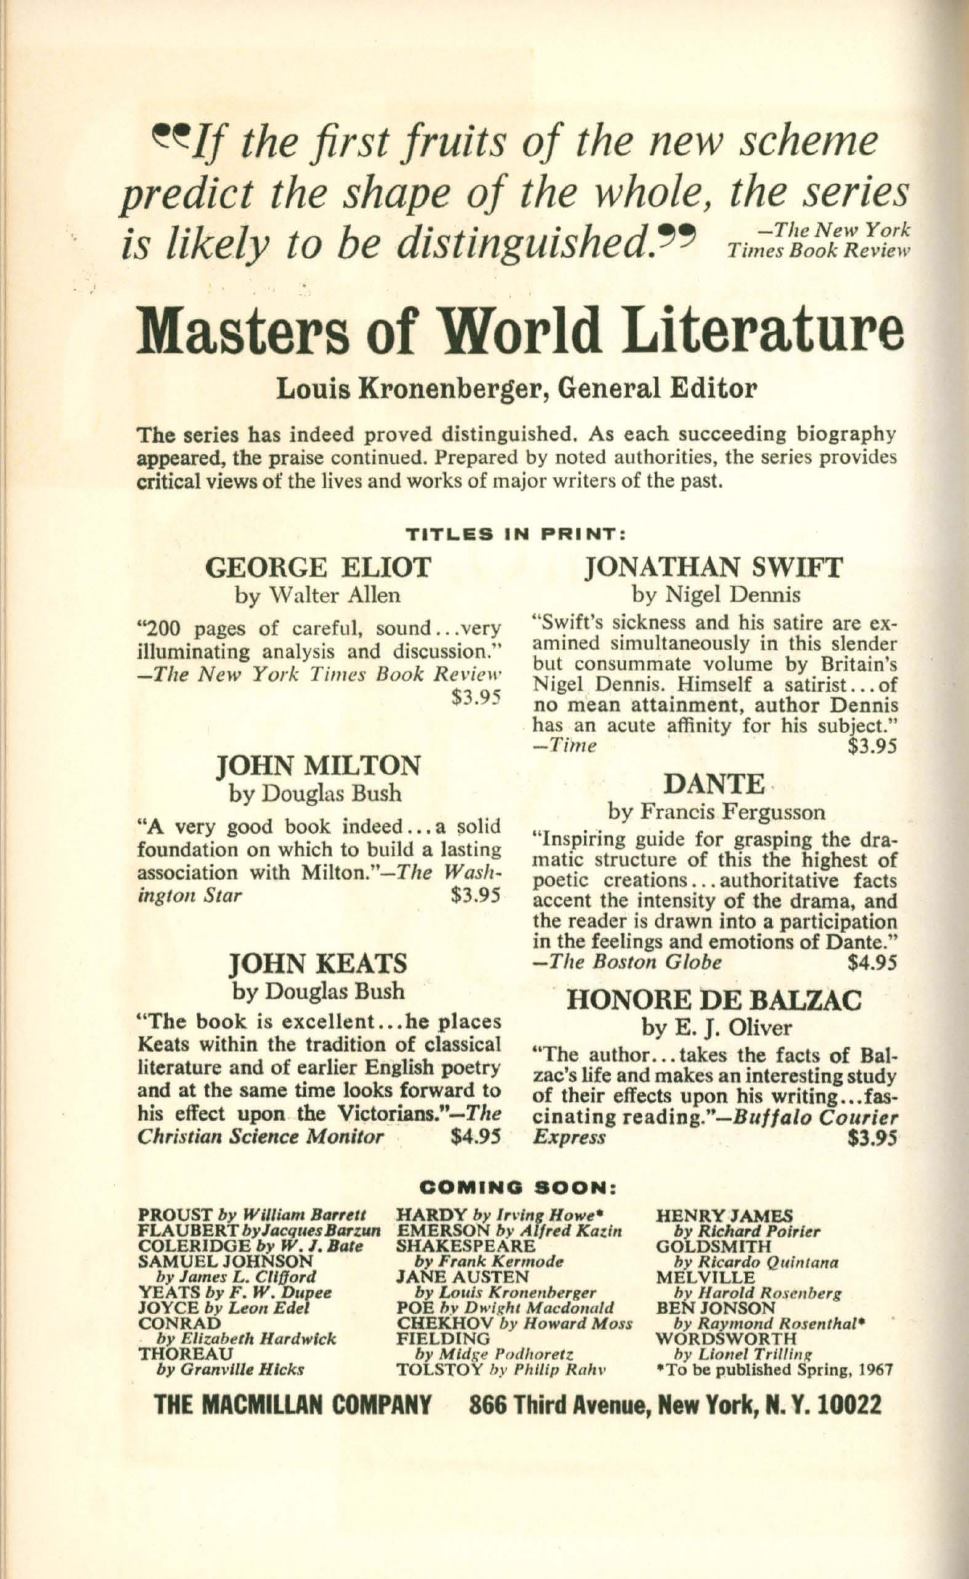 “If the first fruits of the new scheme
predict the shape of the whole, the series
is likely to be distinguished.”
—The New York
Times Book Review
Masters of World Literature
Louis Kronenberger, General Editor
The series has indeed proved distinguished. As each succeeding biography
appeared, the praise continued. Prepared by noted authorities, the series provides
critical views of the lives and works of major writers of the past.
TITLES IN PRINT:
GEORGE ELIOT
by Walter Allen
“200 pages of careful, sound...very
illuminating analysis and discussion.”
—The New York Times Book Review
$3.95
JOHN MILTON
by Douglas Bush
“A very good book indeed...a solid
foundation on which to build a lasting
association with Milton.”—The Wash-
ington Star $3.95
JOHN KEATS
by Douglas Bush
“The book is excellent...he places
Keats within the tradition of classical
literature and of earlier English poetry
and at the same time looks forward to
his effect upon the Victorians.”—The
Christian Science Monitor $4.95
JONATHAN SWIFT
by Nigel Dennis
“Swift's sickness and his satire are ex-
amined simultaneously in this slender
but consummate volume by Britain's
Nigel Dennis. Himself a satirist...of
no mean attainment, author Dennis
has an acute affinity for his subject.”
—Time $3.95
DANTE
by Francis Fergusson
“Inspiring guide for grasping the dra-
matic structure of this the highest of
poetic creations...authoritative facts
accent the intensity of the drama, and
the reader is drawn into a participation
in the feelings and emotions of Dante.”
—The Boston Globe $4.95
HONORE DE BALZAC
by E. J. Oliver
“The author...takes the facts of Bal-
zac's life and makes an interesting study
of their effects upon his writing...fas-
cinating reading.”—Buffalo Courier
Express $3.95
COMING SOON:
PROUST by William Barrett
FLAUBERT by Jacques Barzun
COLERIDGE by W. J. Bate
SAMUEL JOHNSON
by James L. Clifford
YEATS by F. W. Dupee
JOYCE by Leon Edel
CONRAD
by Elizabeth Hardwick
THOREAU
by Granville Hicks
HARDY by Irving Howe*
EMERSON by Alfred Kazin
SHAKESPEARE
by Frank Kermode
JANE AUSTEN
by Louis Kronenberger
POE by Dwight Macdonald
CHEKHOV by Howard Moss
FIELDING
by Midge Podhoretz
TOLSTOY by Philip Rahv
HENRY JAMES
by Richard Poirier
GOLDSMITH
by Ricardo Quintana
MELVILLE
by Harold Rosenberg
BEN JONSON
by Raymond Rosenthal*
WORDSWORTH
by Lionel Trilling
*To be published Spring, 1967
THE MACMILLAN COMPANY 866 Third Avenue, New York, N. Y. 10022